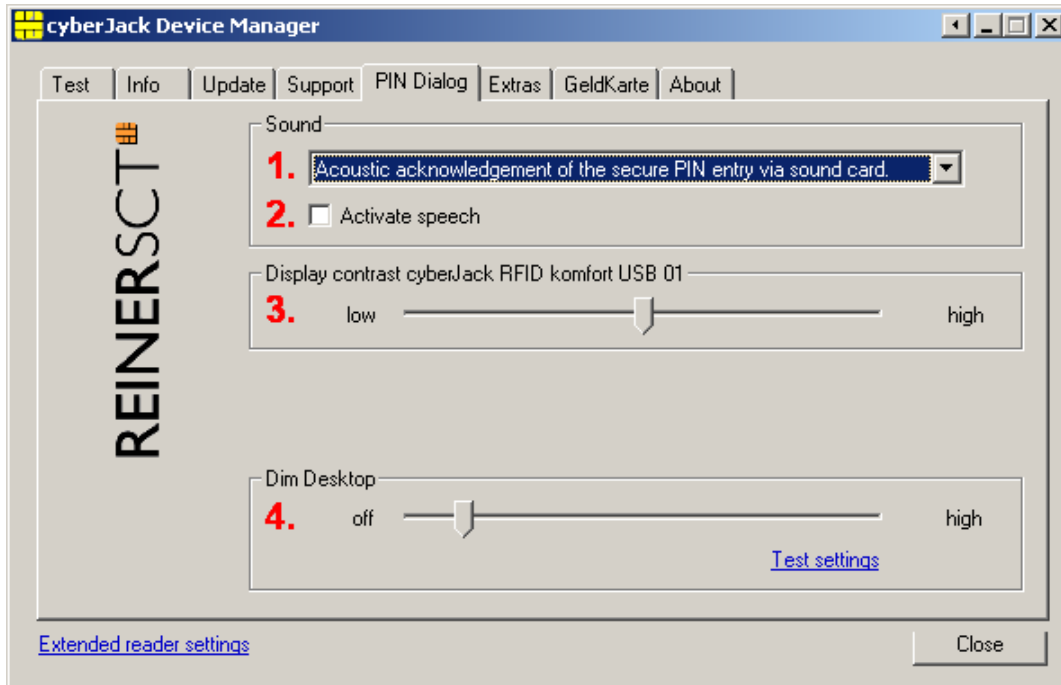 cyberJack Device Manager
Test Info Update Support PIN Dialog Extras GeldKarte About
REINERSCT
Sound
1. Acoustic acknowledgement of the secure PIN entry via sound card.
2. Activate speech
Display contrast cyberJack RFID komfort USB 01
3. low high
Dim Desktop
4. off high
Test settings
Extended reader settings Close